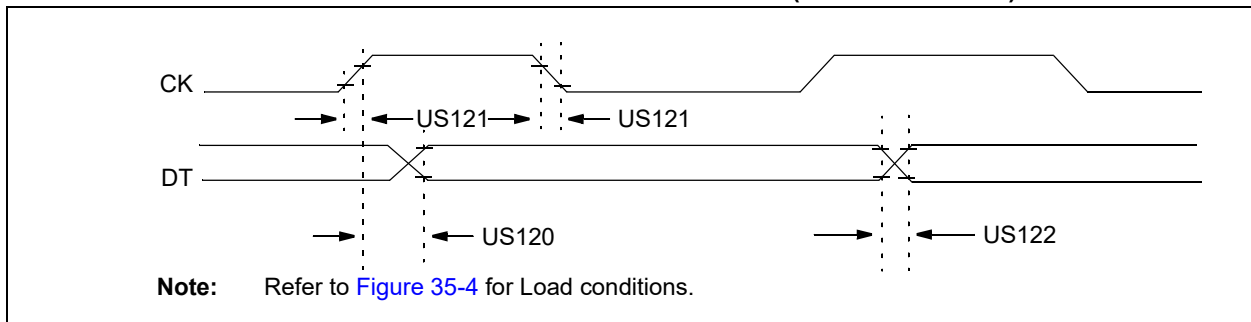 CK
US121
US121
DT
US120
US122
Note: Refer to Figure 35-4 for Load conditions.